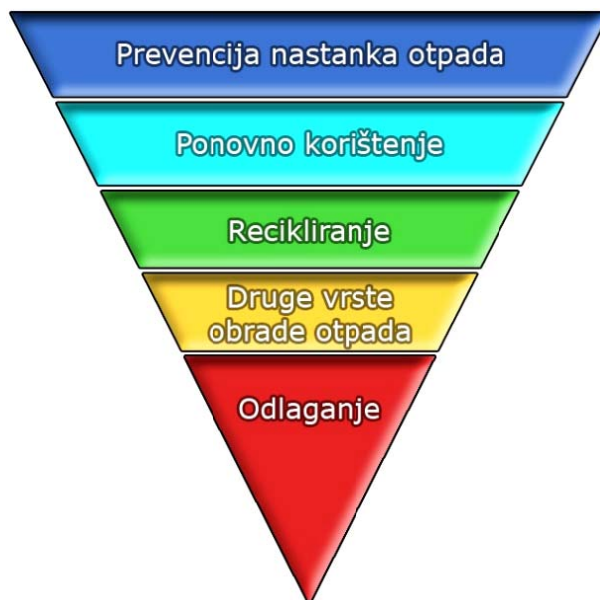 Prevencija nastanka otpada
Ponovno korištenje
Recikliranje
Druge vrste
obrade otpada
Odlaganje